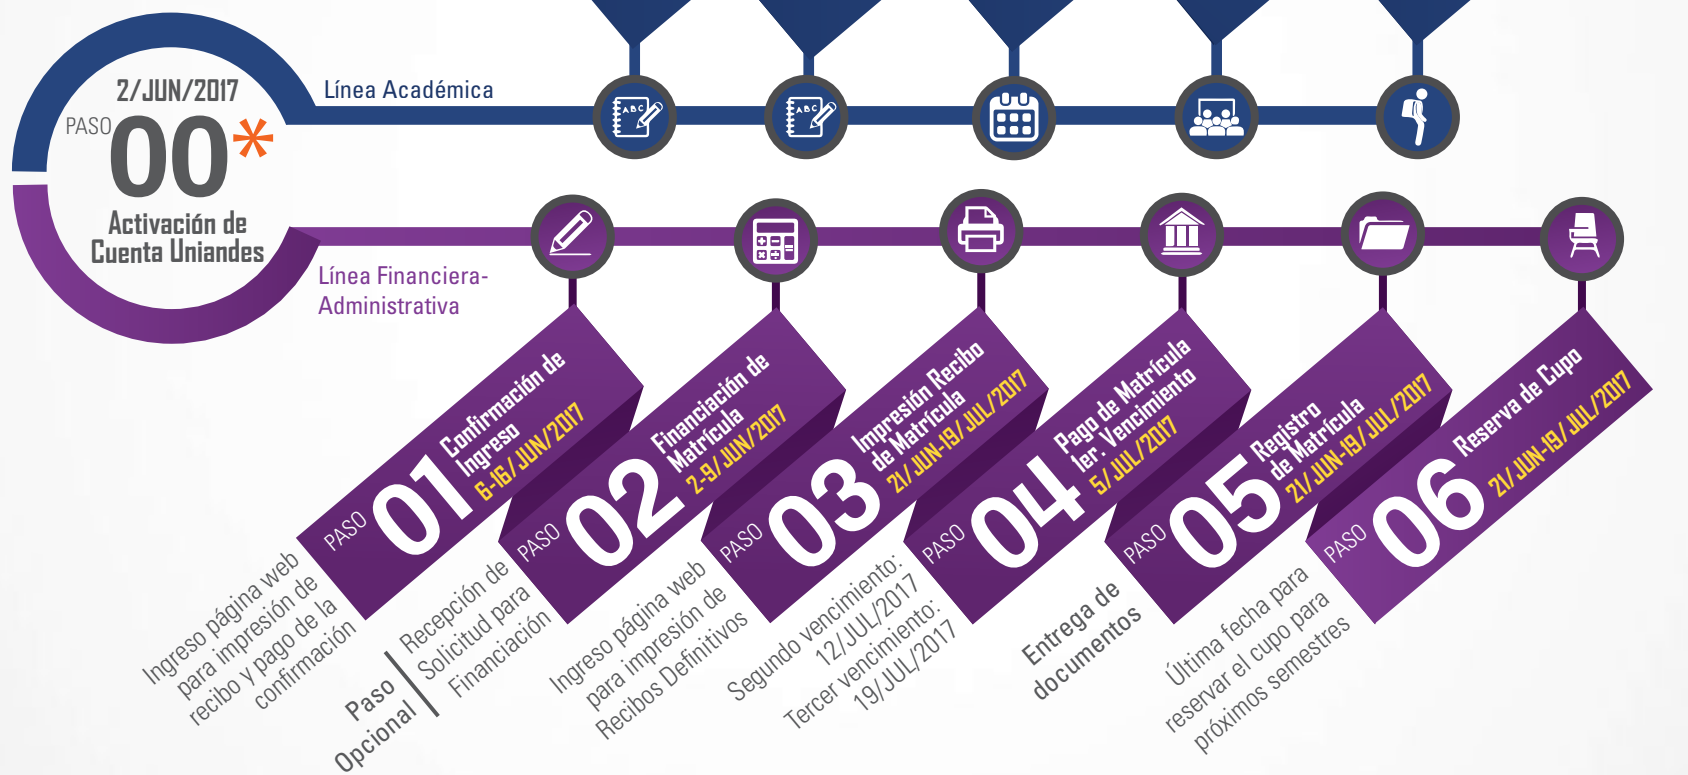 2/JUN/2017
PASO
00*
Activación de
Cuenta Uniandes
Línea Académica
ABC
ABC
Línea Financiera-
Administrativa
PASO
01
Confirmación de
Ingreso
6-16/JUN/2017
Ingreso página web
para impresión de
recibo y pago de la
confirmación
PASO
02
Financiación de
Matrícula
2-9/JUN/2017
Paso
Opcional
Recepción de
Solicitud para
Financiación
PASO
03
Impresión Recibo
de Matrícula
21/JUN-19/JUL/2017
Ingreso página web
para impresión de
Recibos Definitivos
PASO
04
Pago de Matrícula
1er. Vencimiento
5/JUL/2017
Segundo vencimiento:
12/JUL/2017
Tercer vencimiento:
19/JUL/2017
PASO
05
Registro
de Matrícula
21/JUN-19/JUL/2017
Entrega de
documentos
PASO
06
Reserva de Cupo
21/JUN-19/JUL/2017
Última fecha para
reservar el cupo para
próximos semestres